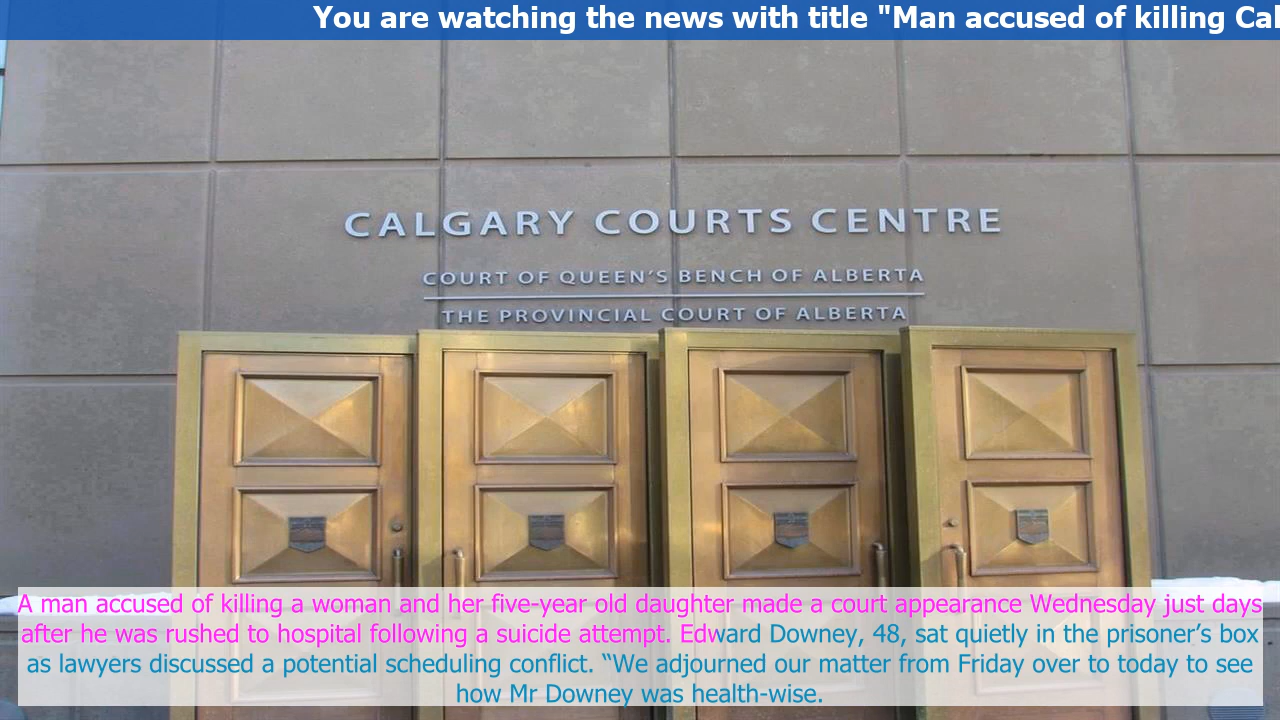 You are watching the news with title "Man accused of killing Cal
CALGARY COURTS CENTRE
COURT OF QUEEN'S BENCH OF ALBERTA
THE PROVINCIAL COURT OF ALBERTA
A man accused of killing a woman and her five-year old daughter made a court appearance Wednesday just days
after he was rushed to hospital following a suicide attempt. Edward Downey, 48, sat quietly in the prisoner’s box
as lawyers discussed a potential scheduling conflict. “We adjourned our matter from Friday over to today to see
how Mr Downey was health-wise.